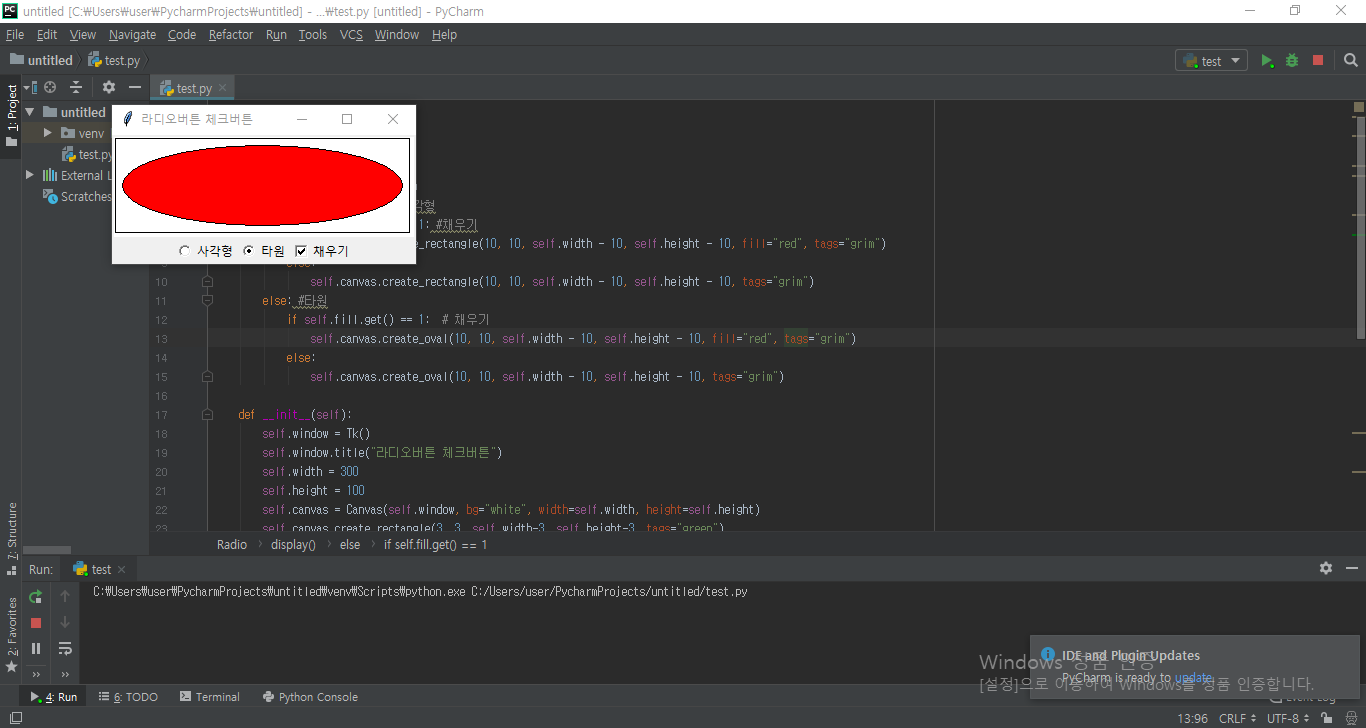 untitled [C:\Users\user\PycharmProjects\untitled] - ...\test.py [untitled] - PyCharm
File Edit View Navigate Code Refactor Run Tools VCS Window Help
untitled test.py test
1: Project test.py
untitled
venv
test.py
External L
Scratches
라디오버튼 체크버튼
사각형 타원 채우기
1: #채우기
_rectangle(10, 10, self.width - 10, self.height - 10, fill="red", tags="grim")
10 self.canvas.create_rectangle(10, 10, self.width - 10, self.height - 10, tags="grim")
11 else: #타원
12 if self.fill.get() == 1: # 채우기
13 self.canvas.create_oval(10, 10, self.width - 10, self.height - 10, fill="red", tags="grim")
14 else:
15 self.canvas.create_oval(10, 10, self.width - 10, self.height - 10, tags="grim")
16
17 def __init__(self):
18 self.window = Tk()
19 self.window.title("라디오버튼 체크버튼")
20 self.width = 300
21 self.height = 100
22 self.canvas = Canvas(self.window, bg="white", width=self.width, height=self.height)
23 self.canvas.create_rectangle(3, 3, self.width-3, self.height-3, tags="green")
Radio display() else if self.fill.get() == 1
7: Structure
2: Favorites
Run: test
C:\Users\user\PycharmProjects\untitled\venv\Scripts\python.exe C:/Users/user/PycharmProjects/untitled/test.py
IDE and Plugin Updates
PyCharm is ready to update.
Windows 정품 인증
[설정]으로 이동하여 Windows를 정품 인증합니다.
4: Run 6: TODO Terminal Python Console Event Log
13:96 CRLF UTF-8